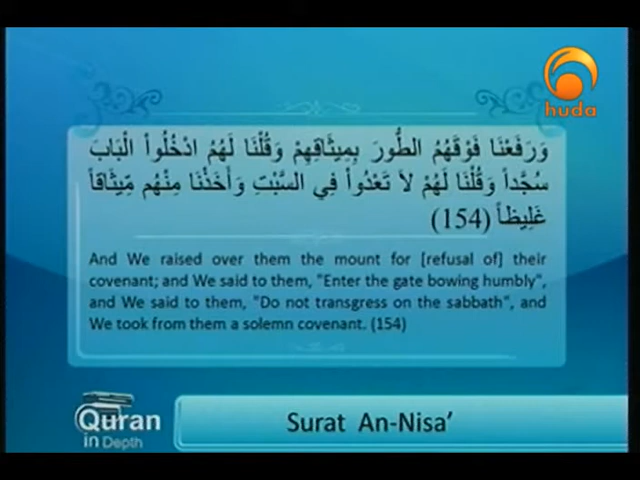 huda
وَرَفَعْنَا فَوْقَهُمُ الطُّورَ بِمِيثَاقِهِمْ وَقُلْنَا لَهُمُ ادْخُلُواْ الْبَابَ
سُجَّداً وَقُلْنَا لَهُمْ لاَ تَعْدُواْ فِي السَّبْتِ وَأَخَذْنَا مِنْهُم مِّيثَاقاً
غَلِيظاً (154)
And We raised over them the mount for [refusal of] their
covenant; and We said to them, "Enter the gate bowing humbly",
and We said to them, "Do not transgress on the sabbath", and
We took from them a solemn covenant. (154)
Quran
in Depth
Surat An-Nisa'